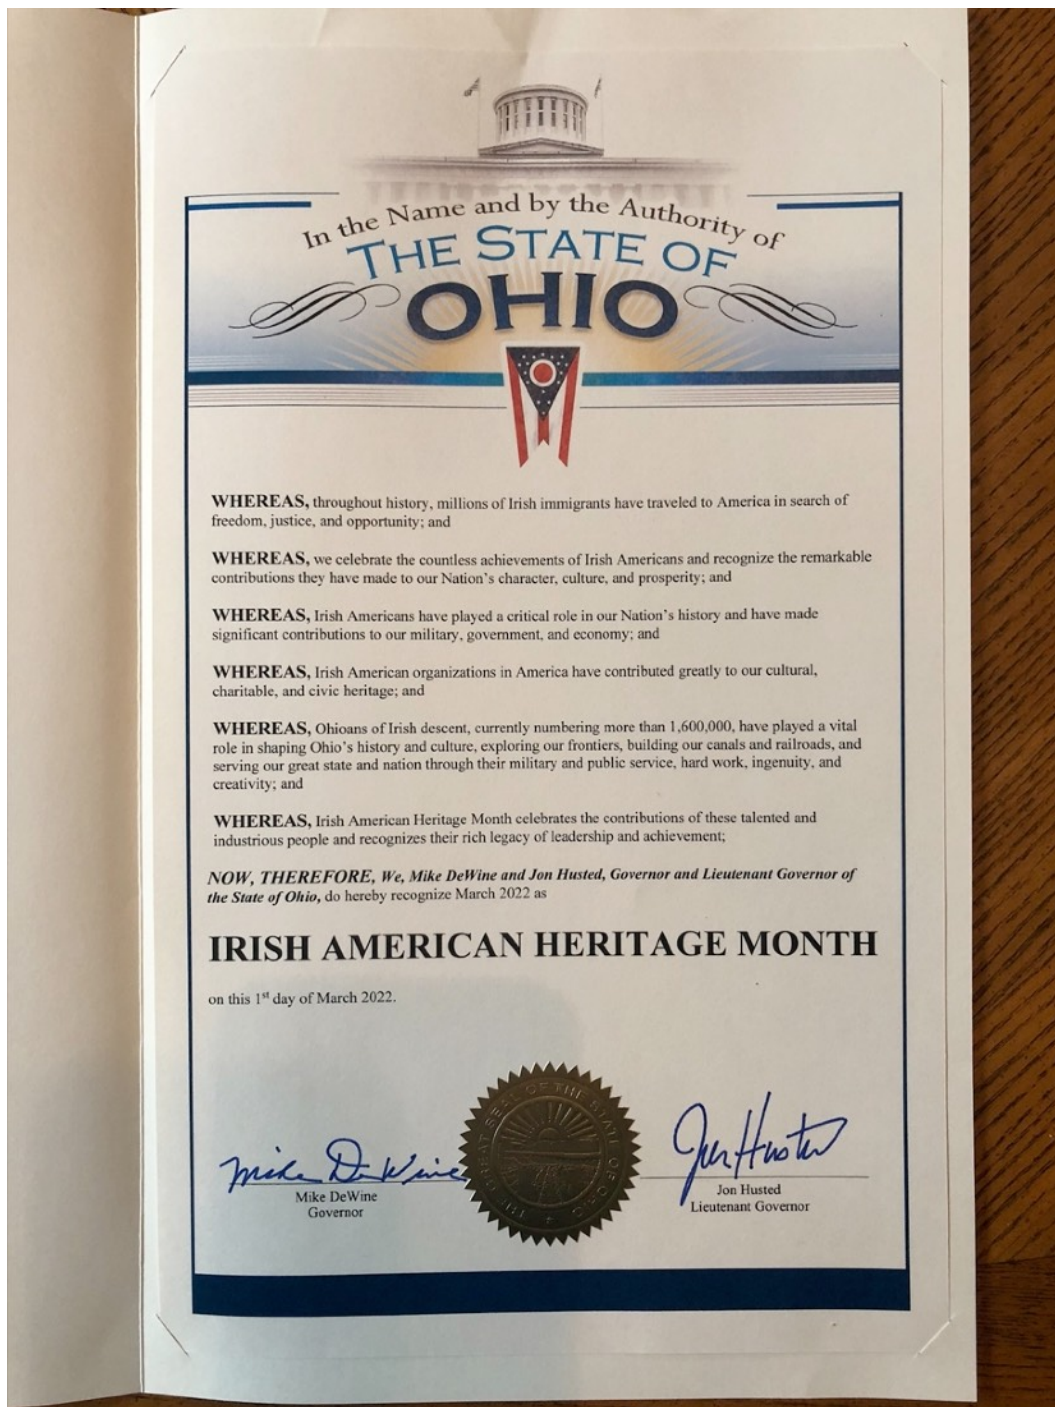 In the Name and by the Authority of
THE STATE OF
OHIO
WHEREAS, throughout history, millions of Irish immigrants have traveled to America in search of
freedom, justice, and opportunity; and
WHEREAS, we celebrate the countless achievements of Irish Americans and recognize the remarkable
contributions they have made to our Nation's character, culture, and prosperity; and
WHEREAS, Irish Americans have played a critical role in our Nation's history and have made
significant contributions to our military, government, and economy; and
WHEREAS, Irish American organizations in America have contributed greatly to our cultural,
charitable, and civic heritage; and
WHEREAS, Ohioans of Irish descent, currently numbering more than 1,600,000, have played a vital
role in shaping Ohio's history and culture, exploring our frontiers, building our canals and railroads, and
serving our great state and nation through their military and public service, hard work, ingenuity, and
creativity; and
WHEREAS, Irish American Heritage Month celebrates the contributions of these talented and
industrious people and recognizes their rich legacy of leadership and achievement;
NOW, THEREFORE, We, Mike DeWine and Jon Husted, Governor and Lieutenant Governor of
the State of Ohio, do hereby recognize March 2022 as
IRISH AMERICAN HERITAGE MONTH
on this 1st day of March 2022.
THE GREAT SEAL OF THE STATE OF OHIO
Mike DeWine
Jon Husted
Mike DeWine
Governor
Jon Husted
Lieutenant Governor